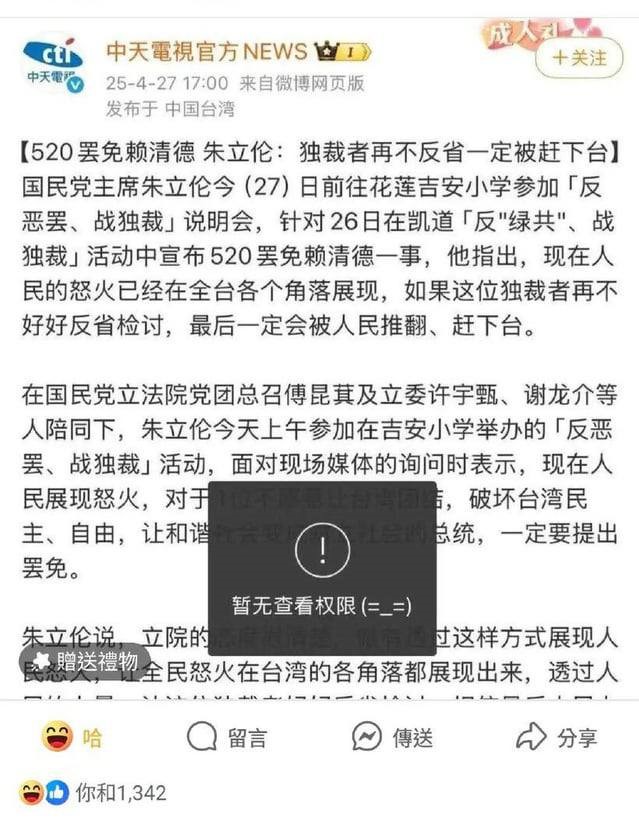 cti
中天電視
中天電視官方NEWS I
25-4-27 17:00 来自微博网页版
发布于 中国台湾
成人礼
+关注
【520罢免赖清德 朱立伦：独裁者再不反省一定被赶下台】
国民党主席朱立伦今（27）日前往花莲吉安小学参加「反
恶罢、战独裁」说明会，针对26日在凯道「反"绿共"、战
独裁」活动中宣布520罢免赖清德一事，他指出，现在人
民的怒火已经在全台各个角落展现，如果这位独裁者再不
好好反省检讨，最后一定会被人民推翻、赶下台。
在国民党立法院党团总召傅昆萁及立委许宇甄、谢龙介等
人陪同下，朱立伦今天上午参加在吉安小学举办的「反恶
罢、战独裁」活动，面对现场媒体的询问时表示，现在人
民展现怒火，对于1位不愿意让台湾团结，破坏台湾民
主、自由，让和谐社会变成 社会的总统，一定要提出
罢免。
!
暂无查看权限(=_=)
朱立伦说，立院的 透过这样方式展现人
民怒火，让全民怒火在台湾的各角落都展现出来，透过人
贈送禮物
哈
留言
傳送
分享
你和1,342